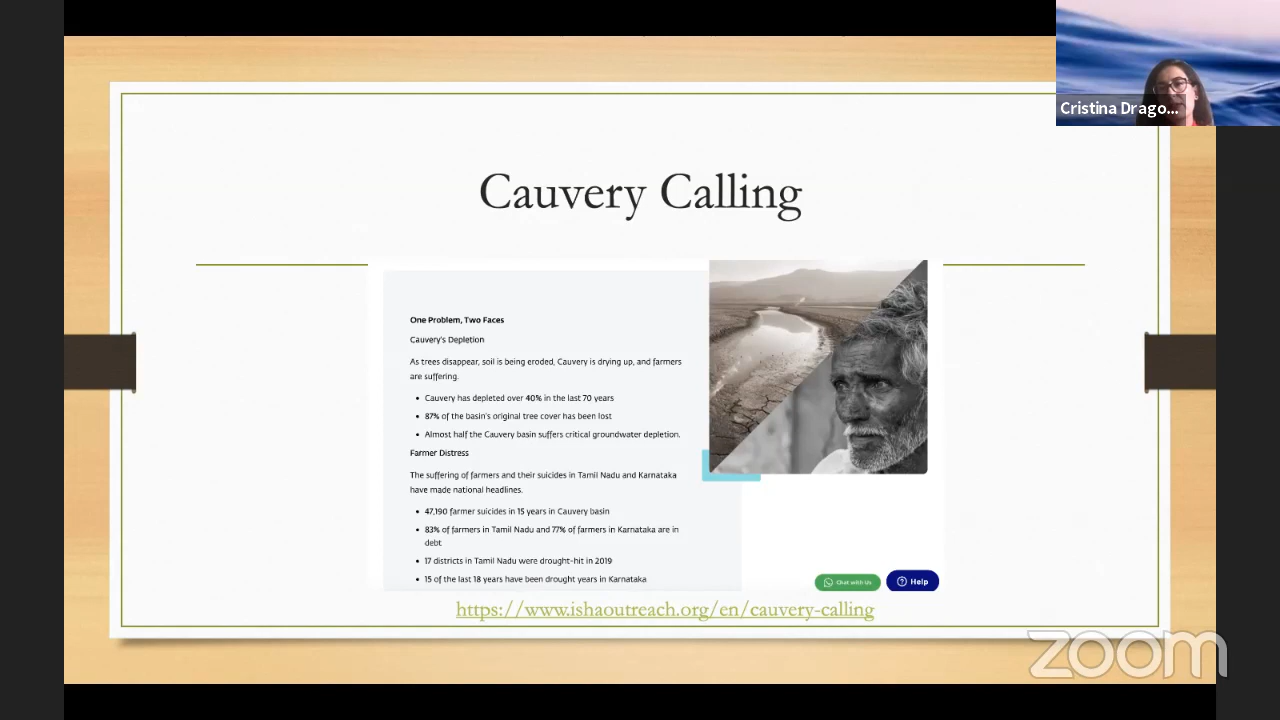 Cristina Drago...
Cauvery Calling
One Problem, Two Faces
Cauvery's Depletion
As trees disappear, soil is being eroded, Cauvery is drying up, and farmers
are suffering.
• Cauvery has depleted over 40% in the last 70 years
• 87% of the basin's original tree cover has been lost
• Almost half the Cauvery basin suffers critical groundwater depletion.
Farmer Distress
The suffering of farmers and their suicides in Tamil Nadu and Karnataka
have made national headlines.
• 47,190 farmer suicides in 15 years in Cauvery basin
• 83% of farmers in Tamil Nadu and 77% of farmers in Karnataka are in
debt
• 17 districts in Tamil Nadu were drought-hit in 2019
• 15 of the last 18 years have been drought years in Karnataka
Chat with Us
Help
https://www.ishaoutreach.org/en/cauvery-calling
zoom